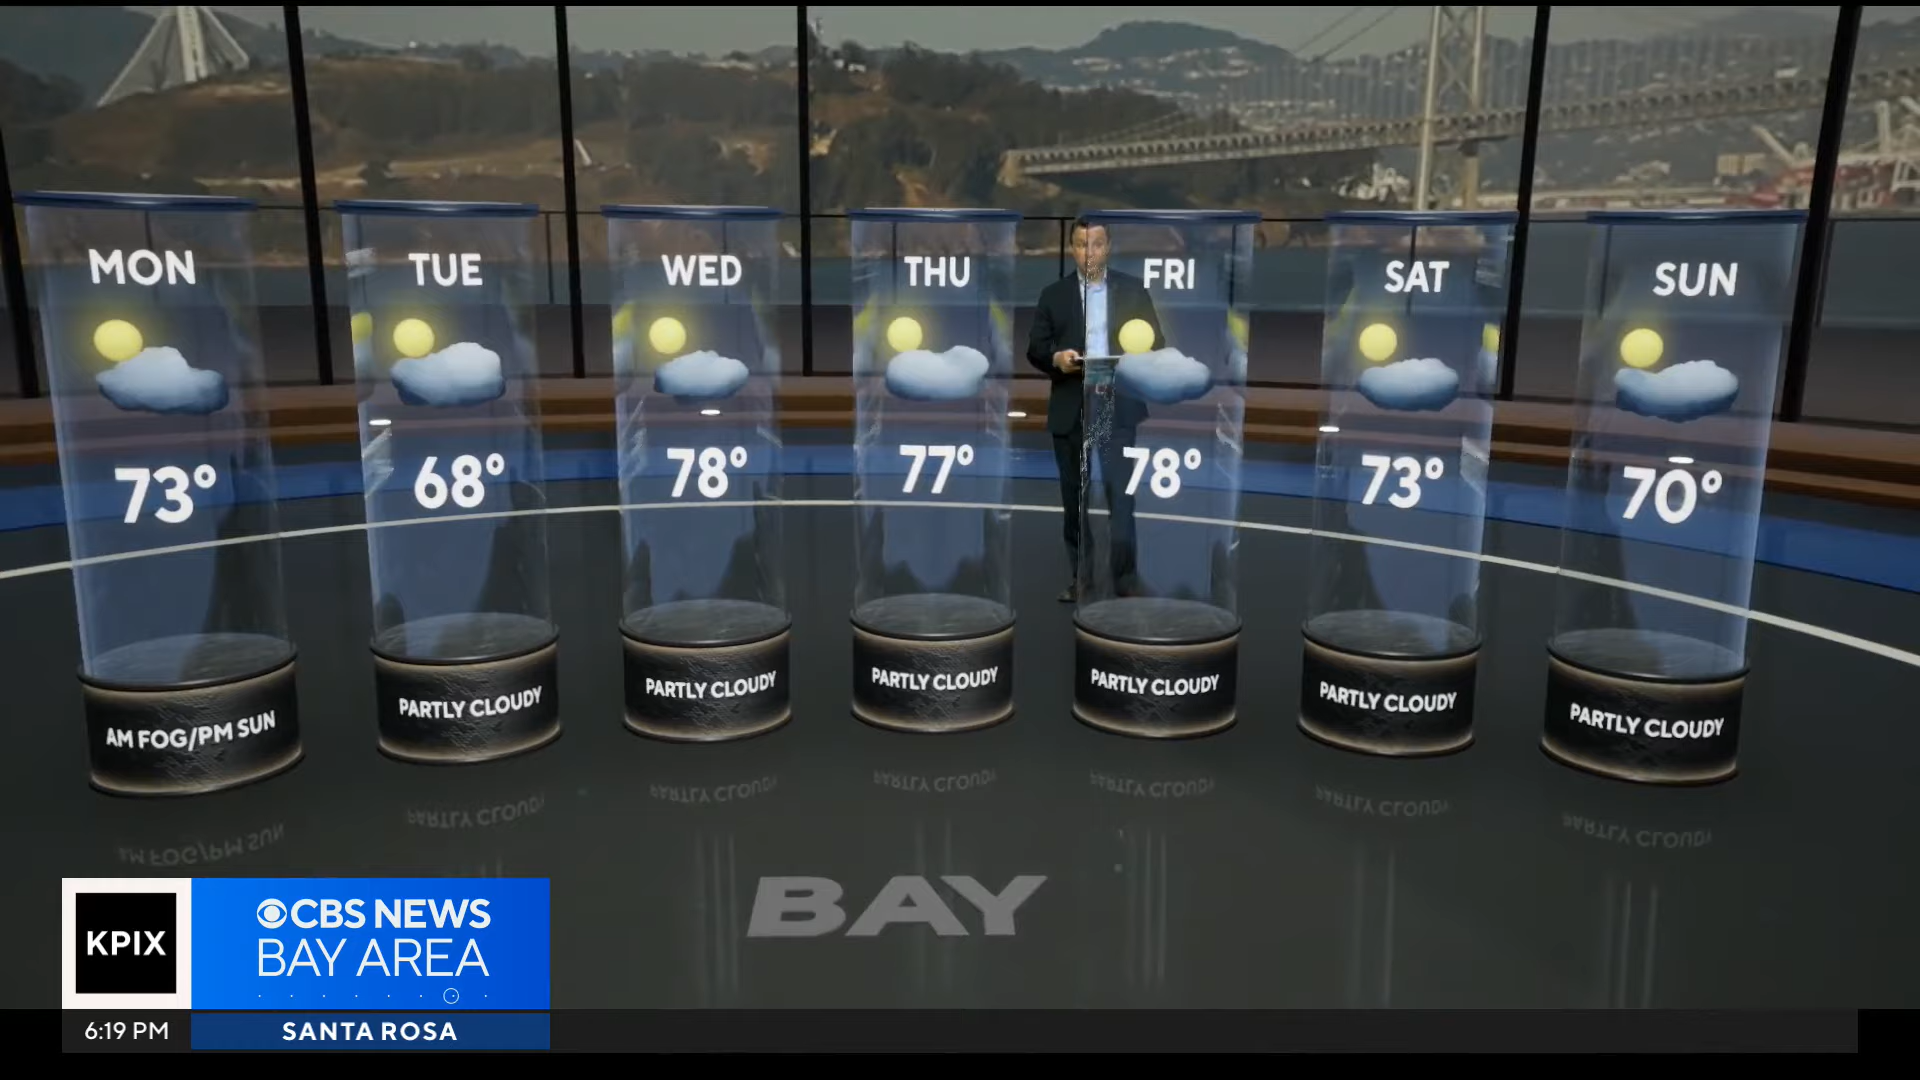 MON
TUE
WED
THU
FRI
SAT
SUN
73°
68°
78°
77°
78°
73°
70°
AM FOG/PM SUN
PARTLY CLOUDY
PARTLY CLOUDY
PARTLY CLOUDY
PARTLY CLOUDY
PARTLY CLOUDY
PARTLY CLOUDY
BAY
KPIX
CBS NEWS
BAY AREA
6:19 PM
SANTA ROSA